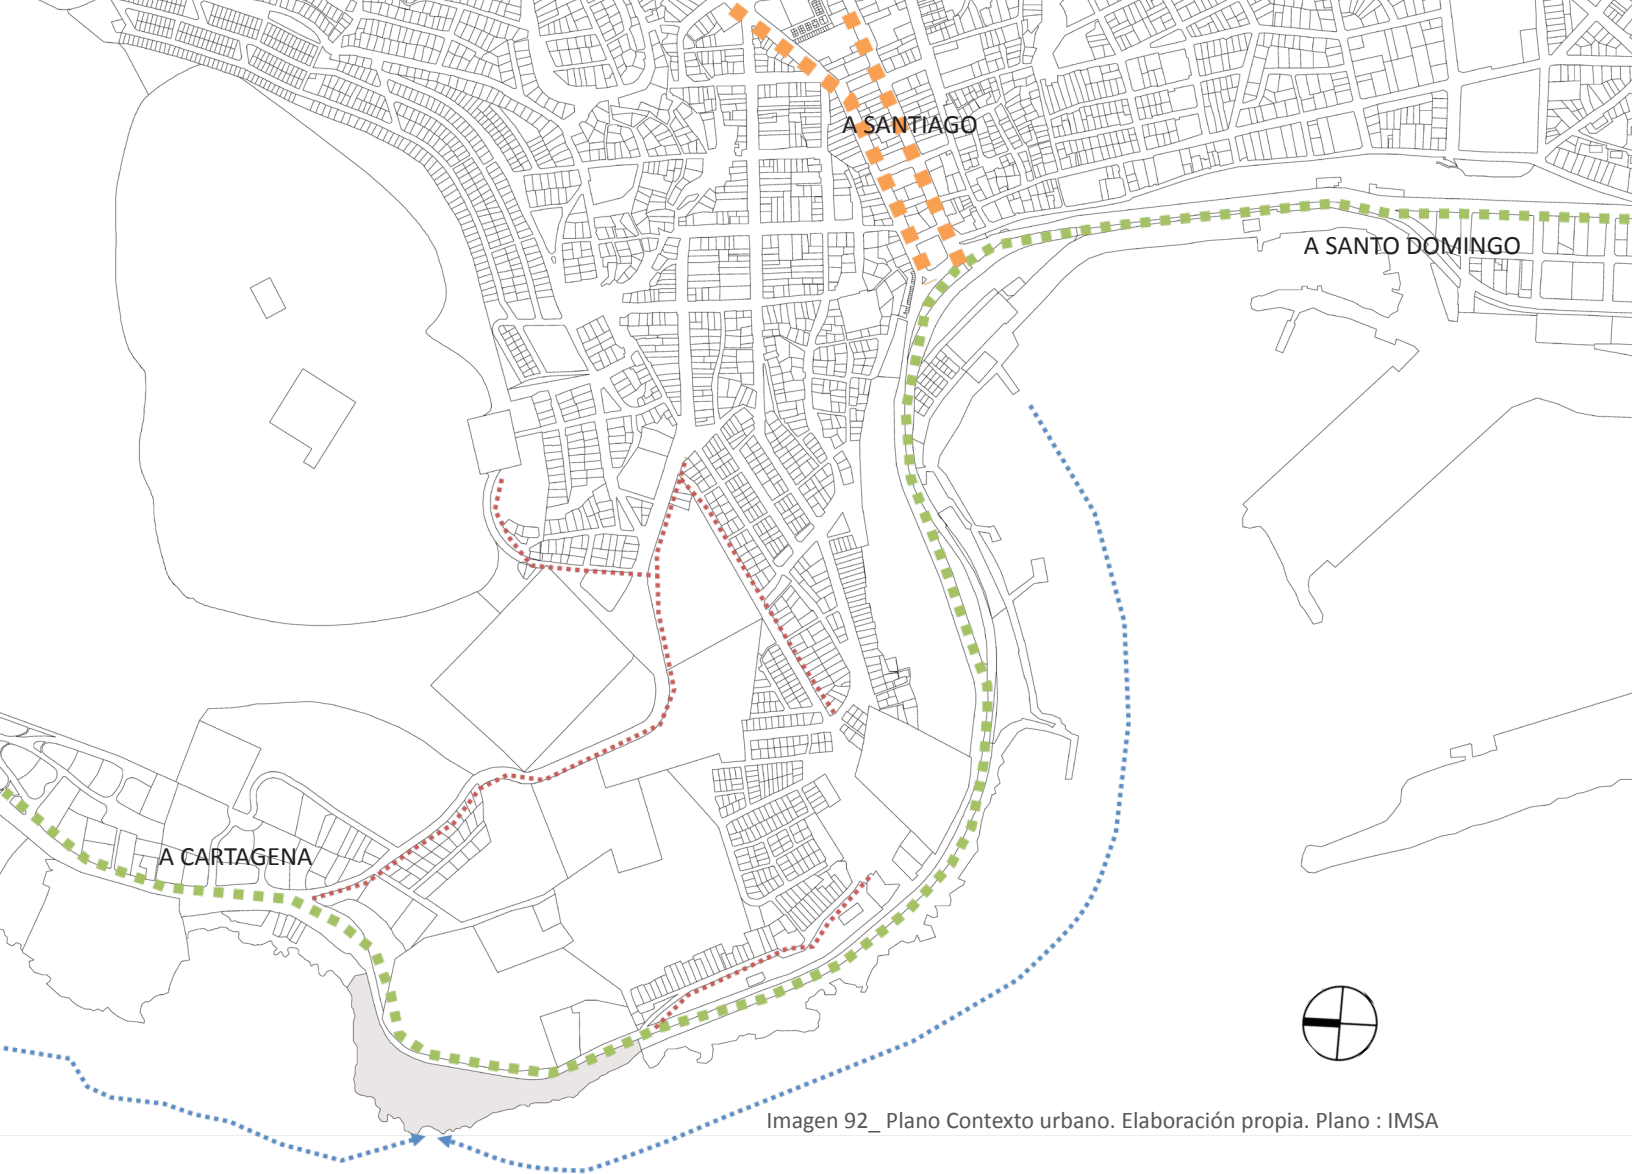 A SANTIAGO
A SANTO DOMINGO
A CARTAGENA
Imagen 92_ Plano Contexto urbano. Elaboración propia. Plano : IMSA